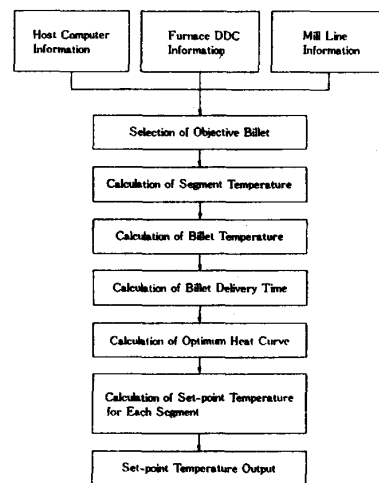 Host Computer
Information
Furnace DDC
Information
Mill Line
Information
Selection of Objective Billet
Calculation of Segment Temperature
Calculation of Billet Temperature
Calculation of Billet Delivery Time
Calculation of Optimum Heat Curve
Calculation of Set-point Temperature
for Each Segment
Set-point Temperature Output